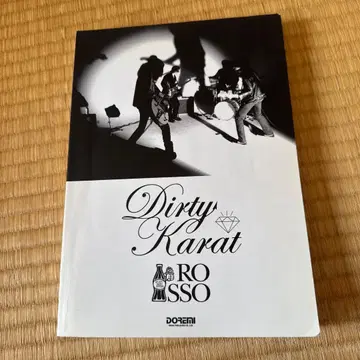 Dirty
Karat
RO
SSO
DOREMI